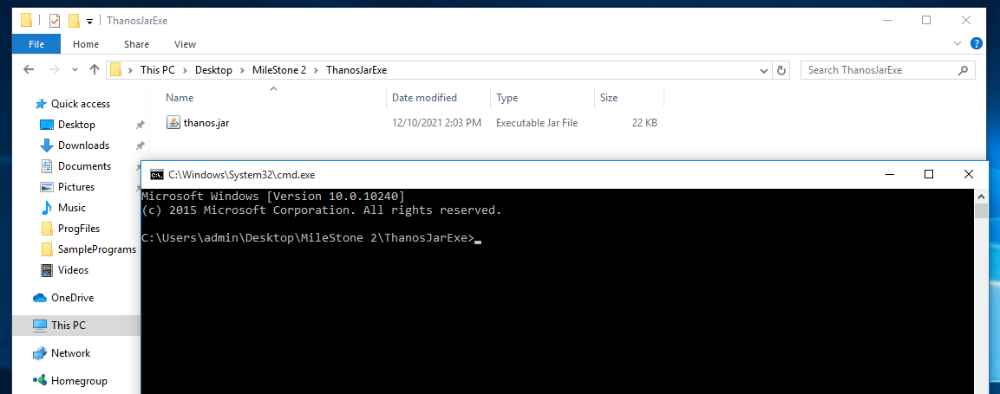 ThanosJarExe
File Home Share View
This PC Desktop MileStone 2 ThanosJarExe
Search ThanosJarExe
Name Date modified Type Size
thanos.jar 12/10/2021 2:03 PM Executable Jar File 22 KB
Quick access
Desktop
Downloads
Documents
Pictures
Music
ProgFiles
SamplePrograms
Videos
OneDrive
This PC
Network
Homegroup
C:\Windows\System32\cmd.exe
Microsoft Windows [Version 10.0.10240]
(c) 2015 Microsoft Corporation. All rights reserved.
C:\Users\admin\Desktop\MileStone 2\ThanosJarExe>_